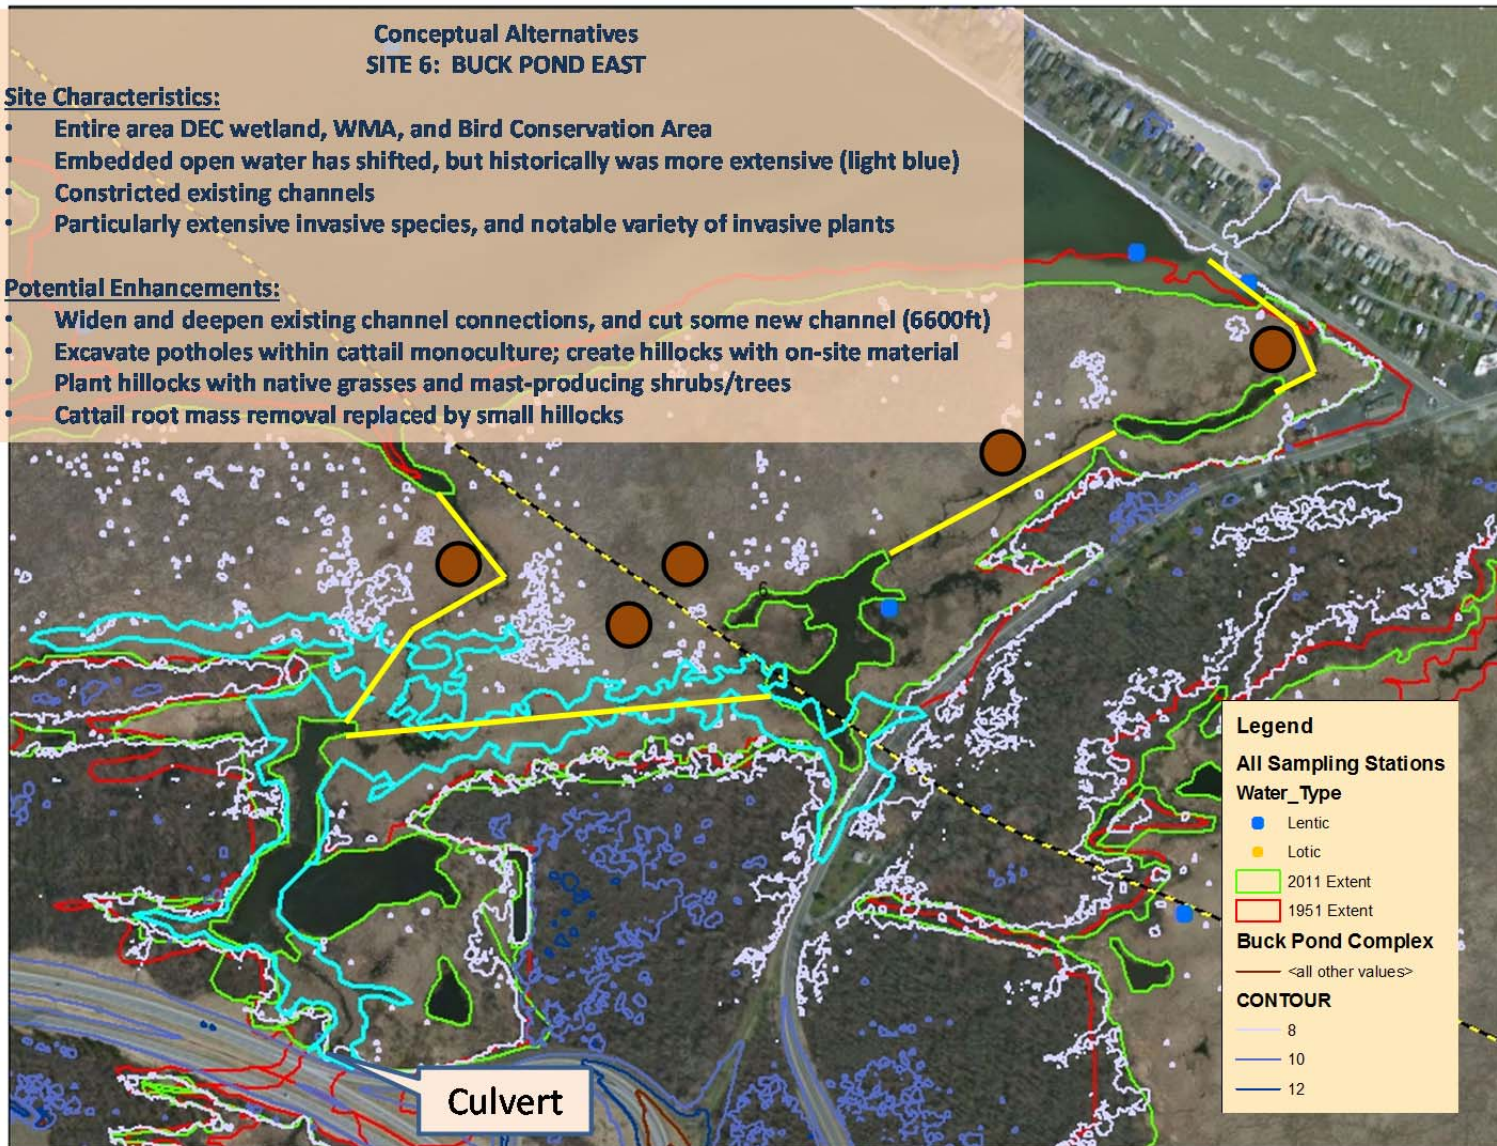 Conceptual Alternatives
SITE 6: BUCK POND EAST
Site Characteristics:
• Entire area DEC wetland, WMA, and Bird Conservation Area
• Embedded open water has shifted, but historically was more extensive (light blue)
• Constricted existing channels
• Particularly extensive invasive species, and notable variety of invasive plants
Potential Enhancements:
• Widen and deepen existing channel connections, and cut some new channel (6600ft)
• Excavate potholes within cattail monoculture; create hillocks with on-site material
• Plant hillocks with native grasses and mast-producing shrubs/trees
• Cattail root mass removal replaced by small hillocks
6
Legend
All Sampling Stations
Water_Type
Lentic
Lotic
2011 Extent
1951 Extent
Buck Pond Complex
<all other values>
CONTOUR
8
10
12
Culvert